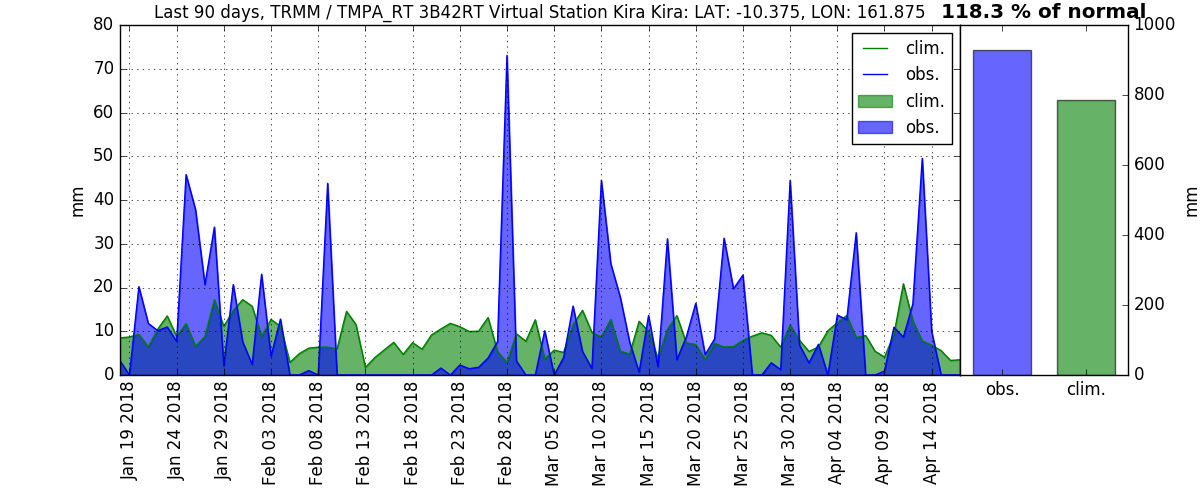 Last 90 days, TRMM / TMPA_RT 3B42RT Virtual Station Kira Kira: LAT: -10.375, LON: 161.875 118.3 % of normal
80
70
60
50
40
30
20
10
0
mm
clim.
obs.
clim.
obs.
1000
800
600
400
200
0
mm
obs. clim.
Jan 19 2018
Jan 24 2018
Jan 29 2018
Feb 03 2018
Feb 08 2018
Feb 13 2018
Feb 18 2018
Feb 23 2018
Feb 28 2018
Mar 05 2018
Mar 10 2018
Mar 15 2018
Mar 20 2018
Mar 25 2018
Mar 30 2018
Apr 04 2018
Apr 09 2018
Apr 14 2018